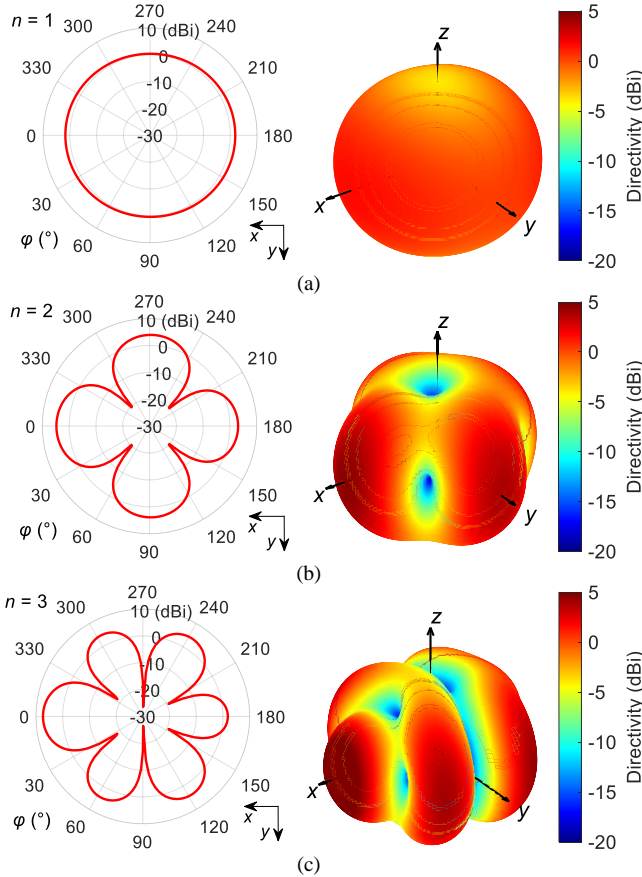 n = 1
270
300
10 (dBi)
240
330
0
210
-10
-20
0
-30
180
30
150
φ (°)
60
120
90
x
y
z
x
y
5
0
-5
-10
-15
-20
Directivity (dBi)
(a)
n = 2
270
300
10 (dBi)
240
330
0
210
-10
-20
0
-30
180
30
150
φ (°)
60
120
90
x
y
z
x
y
5
0
-5
-10
-15
-20
Directivity (dBi)
(b)
n = 3
270
300
10 (dBi)
240
330
0
210
-10
-20
0
-30
180
30
150
φ (°)
60
120
90
x
y
z
x
y
5
0
-5
-10
-15
-20
Directivity (dBi)
(c)